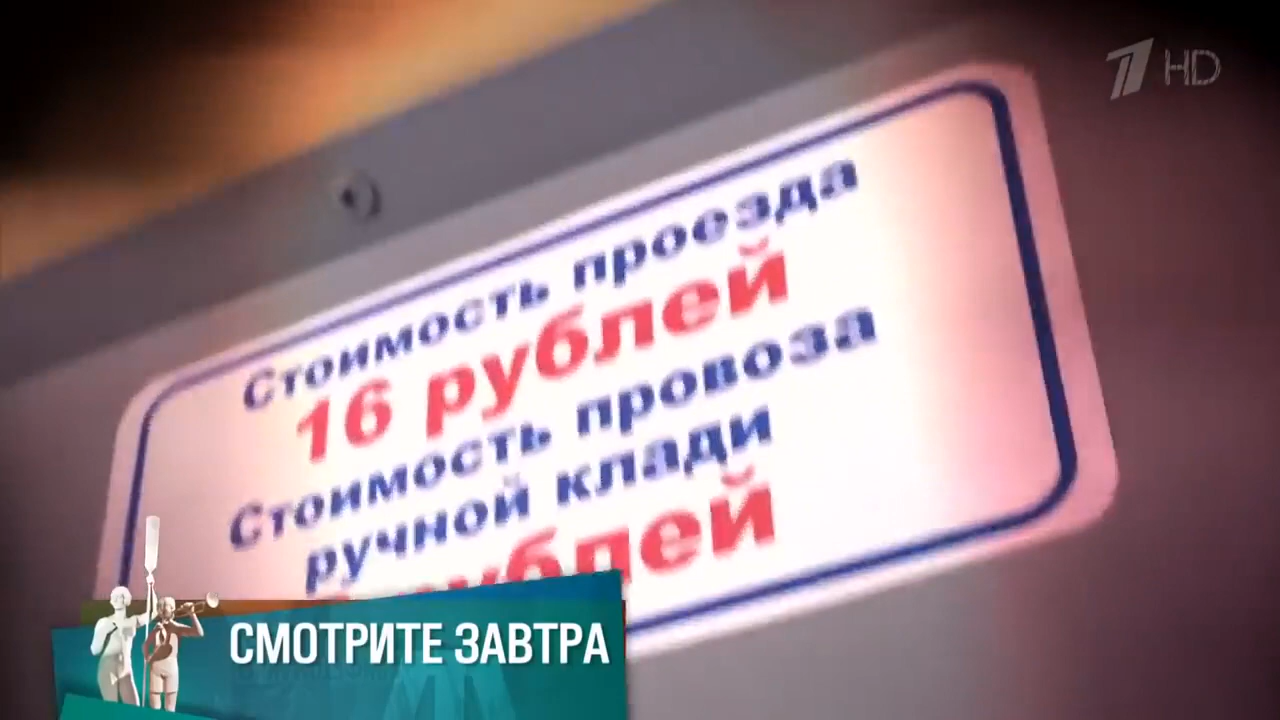 HD
Стоимость проезда
16 рублей
Стоимость провоза
ручной клади
рублей
СМОТРИТЕ ЗАВТРА